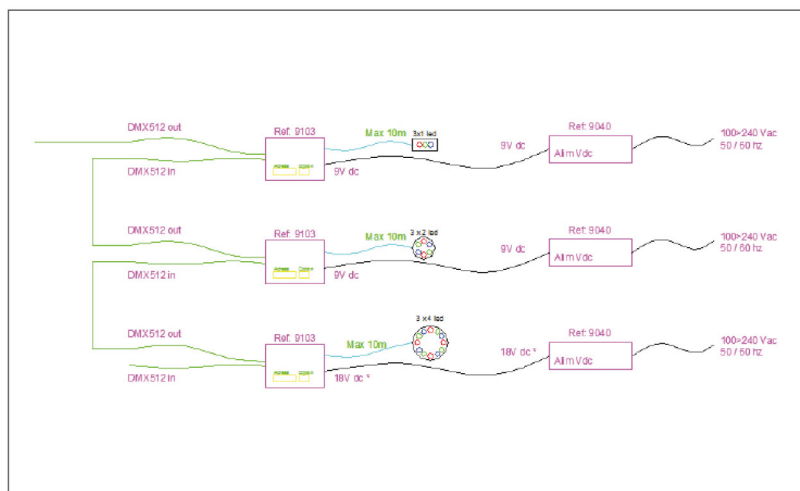 DMX512 out
Ref: 9103
Max 10m
3x1 led
Ref: 9040
9V dc
Alim Vdc
100>240 Vac
50 / 60 hz
DMX512 in
9V dc
DMX512 out
Ref: 9103
Max 10m
3 x 2 led
Ref: 9040
9V dc
Alim Vdc
100>240 Vac
50 / 60 hz
DMX512 in
9V dc
DMX512 out
Ref: 9103
Max 10m
3 x4 led
Ref: 9040
18V dc *
Alim Vdc
100>240 Vac
50 / 60 hz
DMX512 in
18V dc *